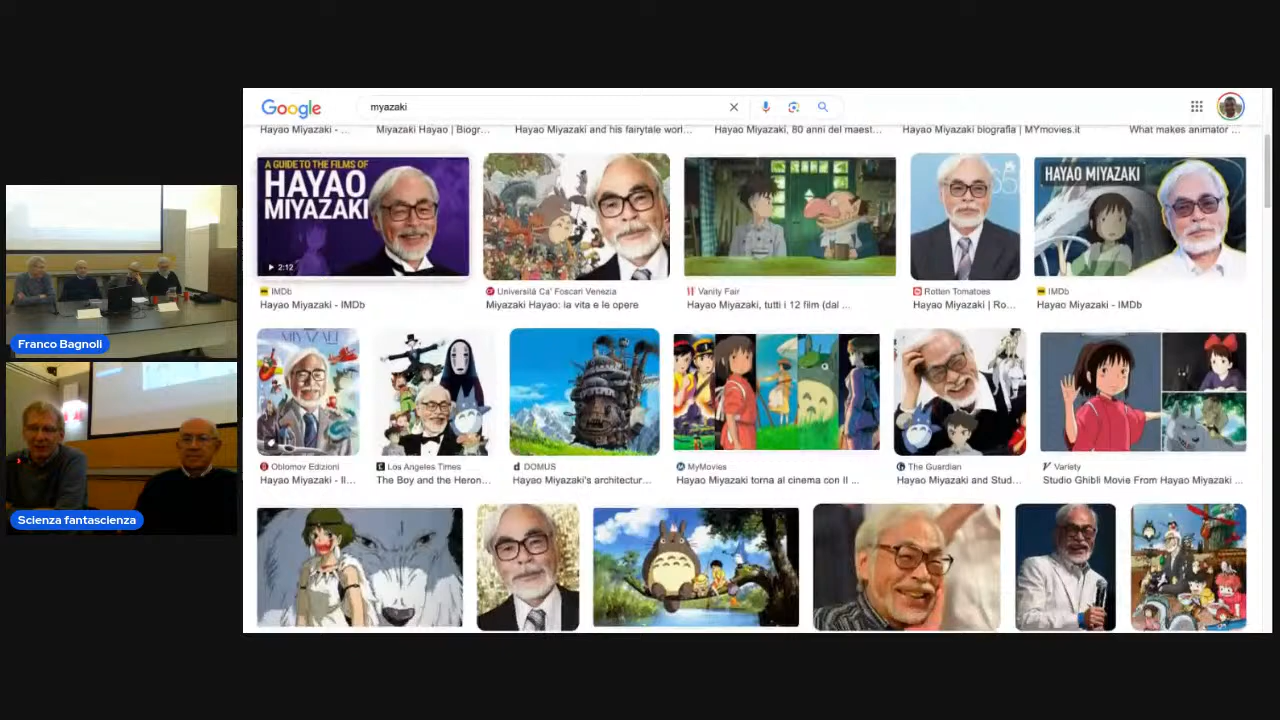 Google
myazaki
Hayao Miyazaki - ...
Miyazaki Hayao | Biogr...
Hayao Miyazaki and his fairytale worl...
Hayao Miyazaki, 80 anni del maest...
Hayao Miyazaki biografia | MYmovies.it
What makes animator ...
A GUIDE TO THE FILMS OF
HAYAO
MIYAZAKI
2:12
HAYAO MIYAZAKI
IMDb
Hayao Miyazaki - IMDb
Università Ca' Foscari Venezia
Miyazaki Hayao: la vita e le opere
Vanity Fair
Hayao Miyazaki, tutti i 12 film (dal ...
Rotten Tomatoes
Hayao Miyazaki | Ro...
IMDb
Hayao Miyazaki - IMDb
MIYAZAKI
Oblomov Edizioni
Hayao Miyazaki - Il...
Los Angeles Times
The Boy and the Heron...
DOMUS
Hayao Miyazaki's architectur...
MyMovies
Hayao Miyazaki torna al cinema con Il ...
The Guardian
Hayao Miyazaki and Stud...
Variety
Studio Ghibli Movie From Hayao Miyazaki ...
Franco Bagnoli
Scienza fantascienza